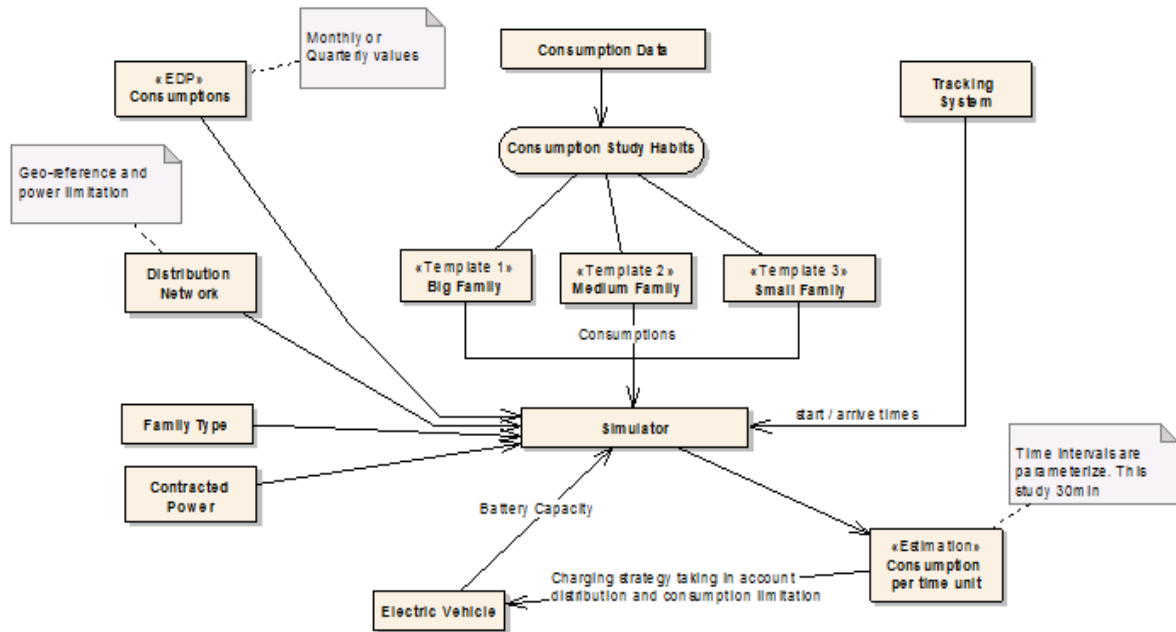 Monthly or
Quarterly values
Consumption Data
«EDP»
Consumptions
Tracking
System
Consumption Study Habits
Geo-reference and
power limitation
Distribution
Network
«Template 1»
Big Family
«Template 2»
Medium Family
«Template 3»
Small Family
Consumptions
Family Type
Simulator
start / arrive times
Contracted
Power
Time Intervals are
parameterize. This
study 30min
Battery Capacity
«Estimation»
Consumption
per time unit
Charging strategy taking in account
distribution and consumption limitation
Electric Vehicle